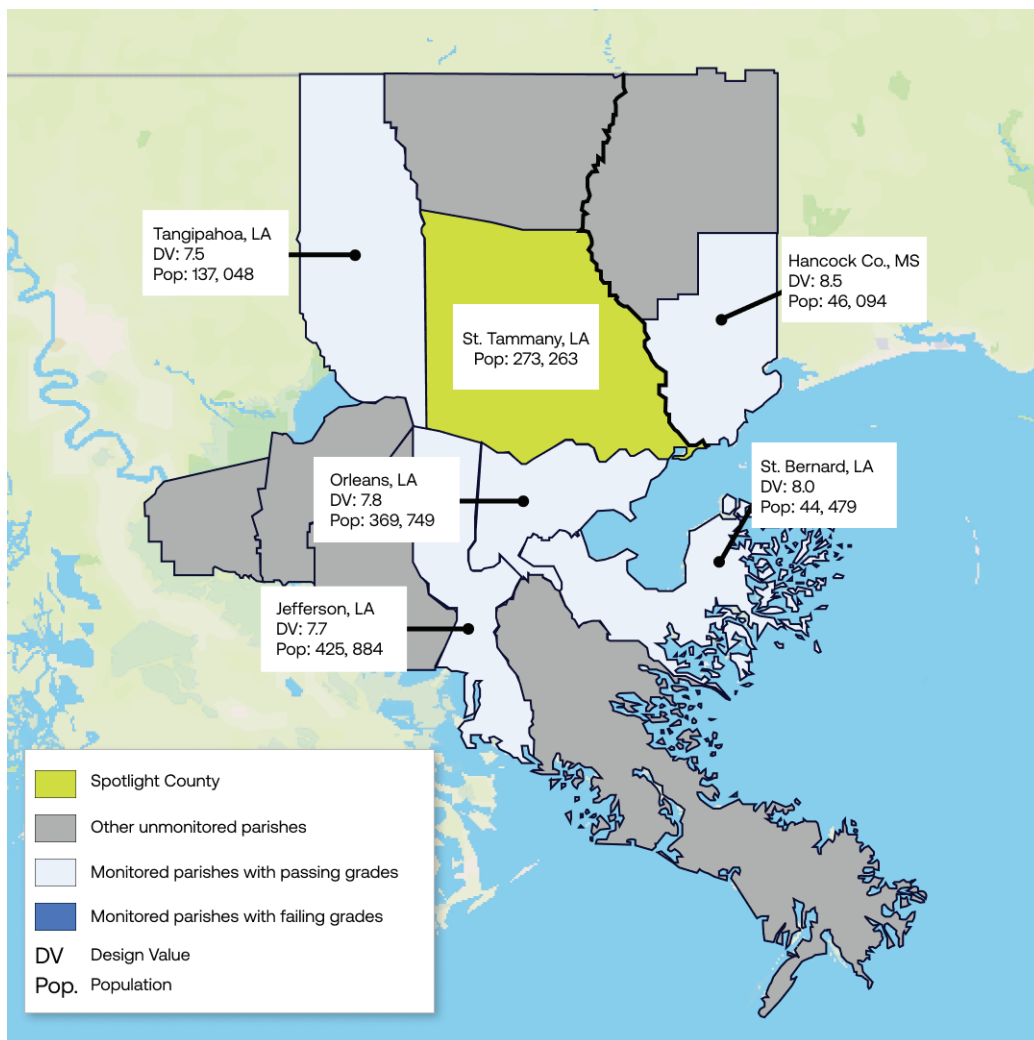 Tangipahoa, LA
DV: 7.5
Pop: 137, 048
Hancock Co., MS
DV: 8.5
Pop: 46, 094
St. Tammany, LA
Pop: 273, 263
Orleans, LA
DV: 7.8
Pop: 369, 749
St. Bernard, LA
DV: 8.0
Pop: 44, 479
Jefferson, LA
DV: 7.7
Pop: 425, 884
Spotlight County
Other unmonitored parishes
Monitored parishes with passing grades
Monitored parishes with failing grades
DV Design Value
Pop. Population